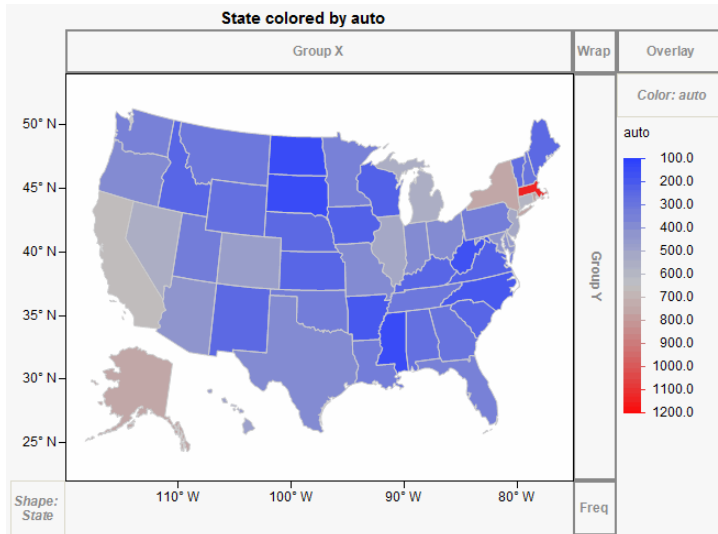 State colored by auto
Group X
Wrap
Overlay
Color: auto
auto
100.0
200.0
300.0
400.0
500.0
600.0
700.0
800.0
900.0
1000.0
1100.0
1200.0
50° N
45° N
40° N
35° N
30° N
25° N
Group Y
110° W
100° W
90° W
80° W
Shape:
State
Freq